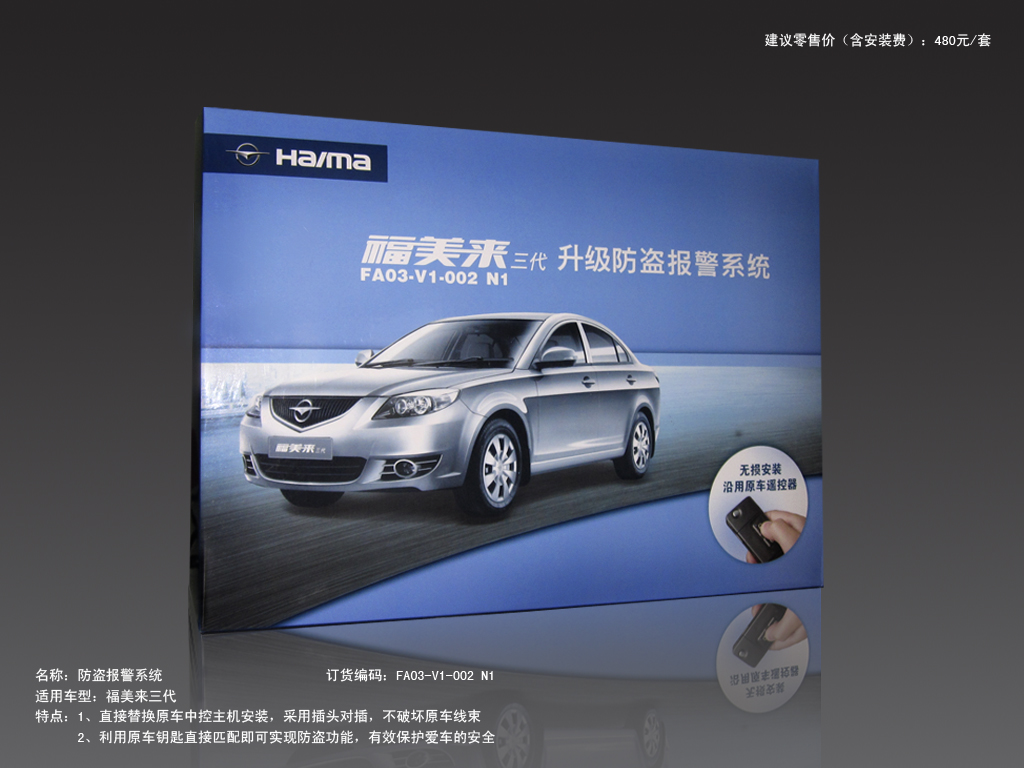 建议零售价（含安装费）：480元/套
Haima
福美来三代 升级防盗报警系统
FA03-V1-002 N1
福美来三代
无损安装
沿用原车遥控器
名称：防盗报警系统 订货编码：FA03-V1-002 N1
适用车型：福美来三代
特点：1、直接替换原车中控主机安装，采用插头对插，不破坏原车线束
2、利用原车钥匙直接匹配即可实现防盗功能，有效保护爱车的安全